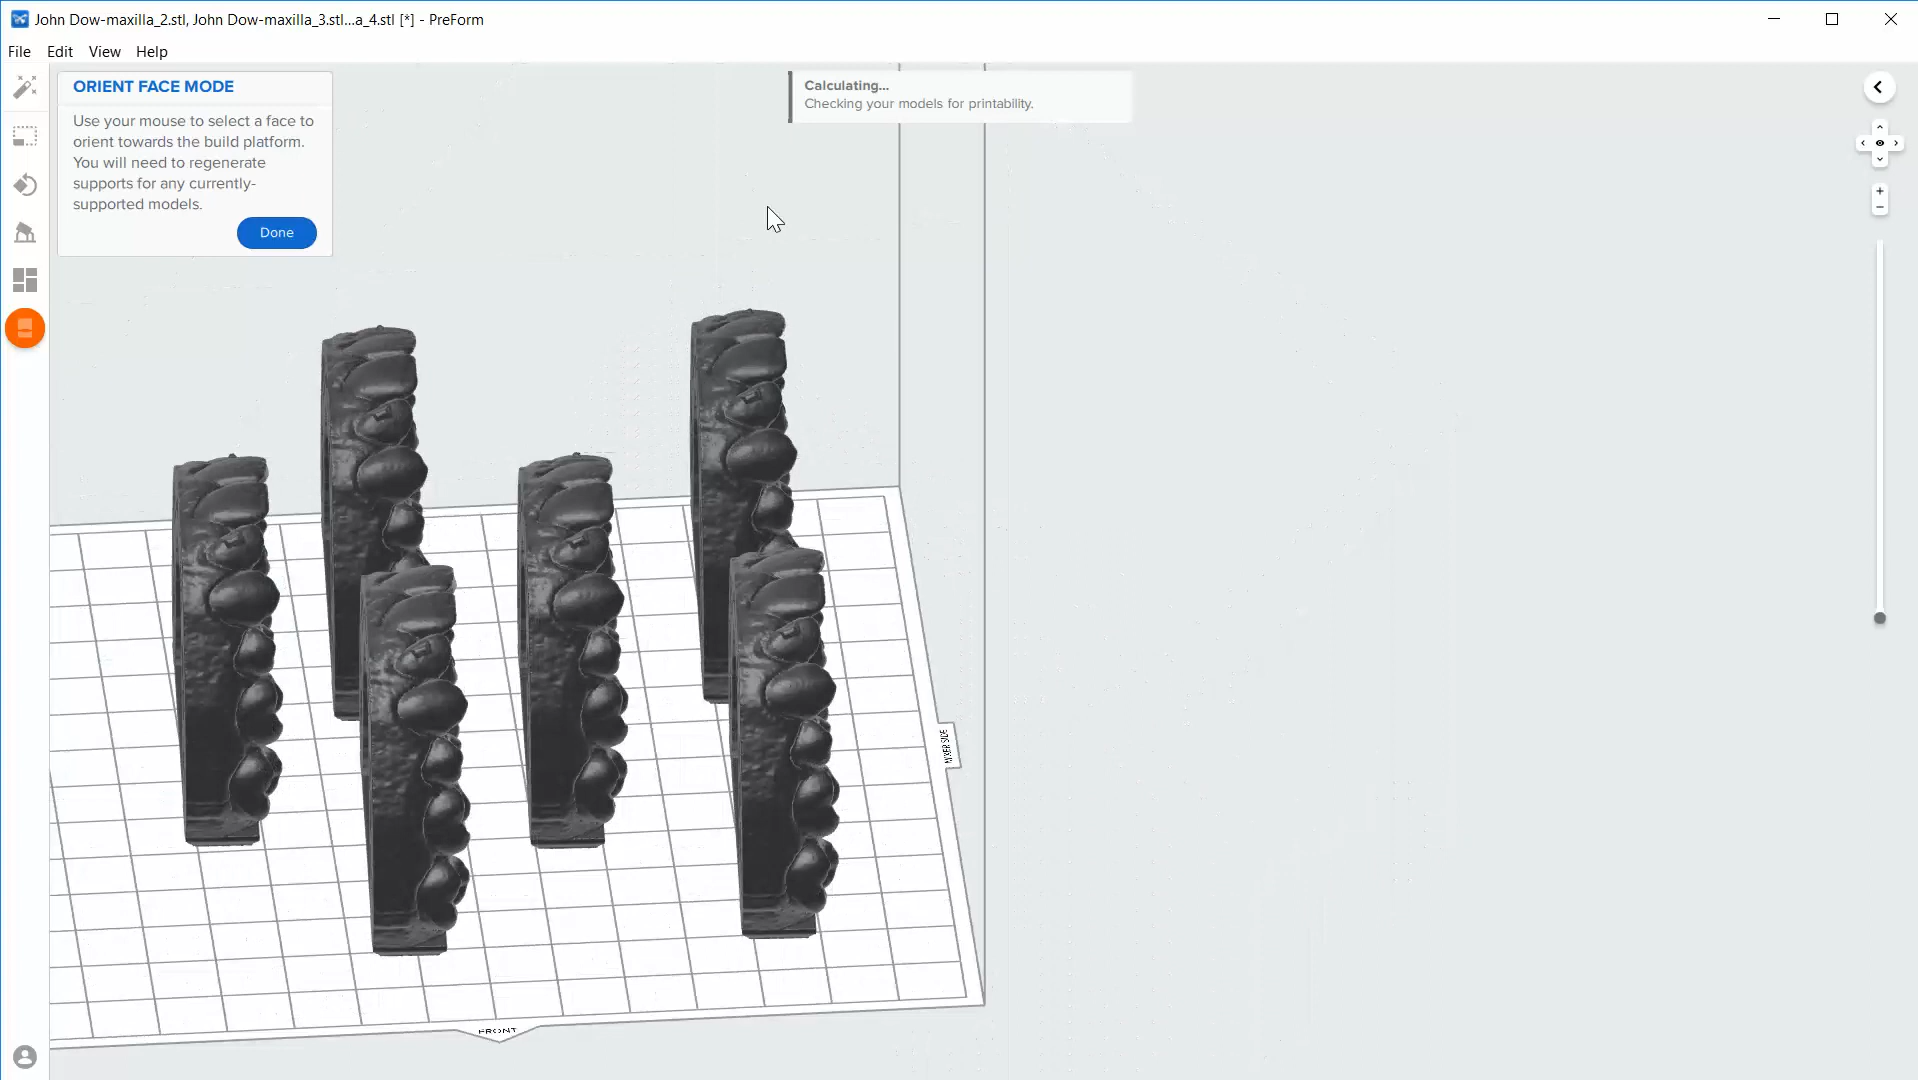 John Dow-maxilla_2.stl, John Dow-maxilla_3.stl...a_4.stl [*] - PreForm
File Edit View Help
ORIENT FACE MODE
Use your mouse to select a face to
orient towards the build platform.
You will need to regenerate
supports for any currently-
supported models.
Done
Calculating...
Checking your models for printability.
MIXER SIDE
FRONT